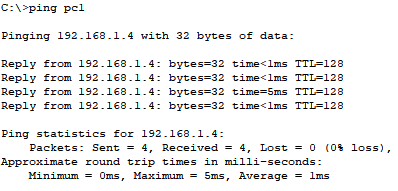 C:\>ping pc1
Pinging 192.168.1.4 with 32 bytes of data:
Reply from 192.168.1.4: bytes=32 time<1ms TTL=128
Reply from 192.168.1.4: bytes=32 time<1ms TTL=128
Reply from 192.168.1.4: bytes=32 time=5ms TTL=128
Reply from 192.168.1.4: bytes=32 time<1ms TTL=128
Ping statistics for 192.168.1.4:
Packets: Sent = 4, Received = 4, Lost = 0 (0% loss),
Approximate round trip times in milli-seconds:
Minimum = 0ms, Maximum = 5ms, Average = 1ms